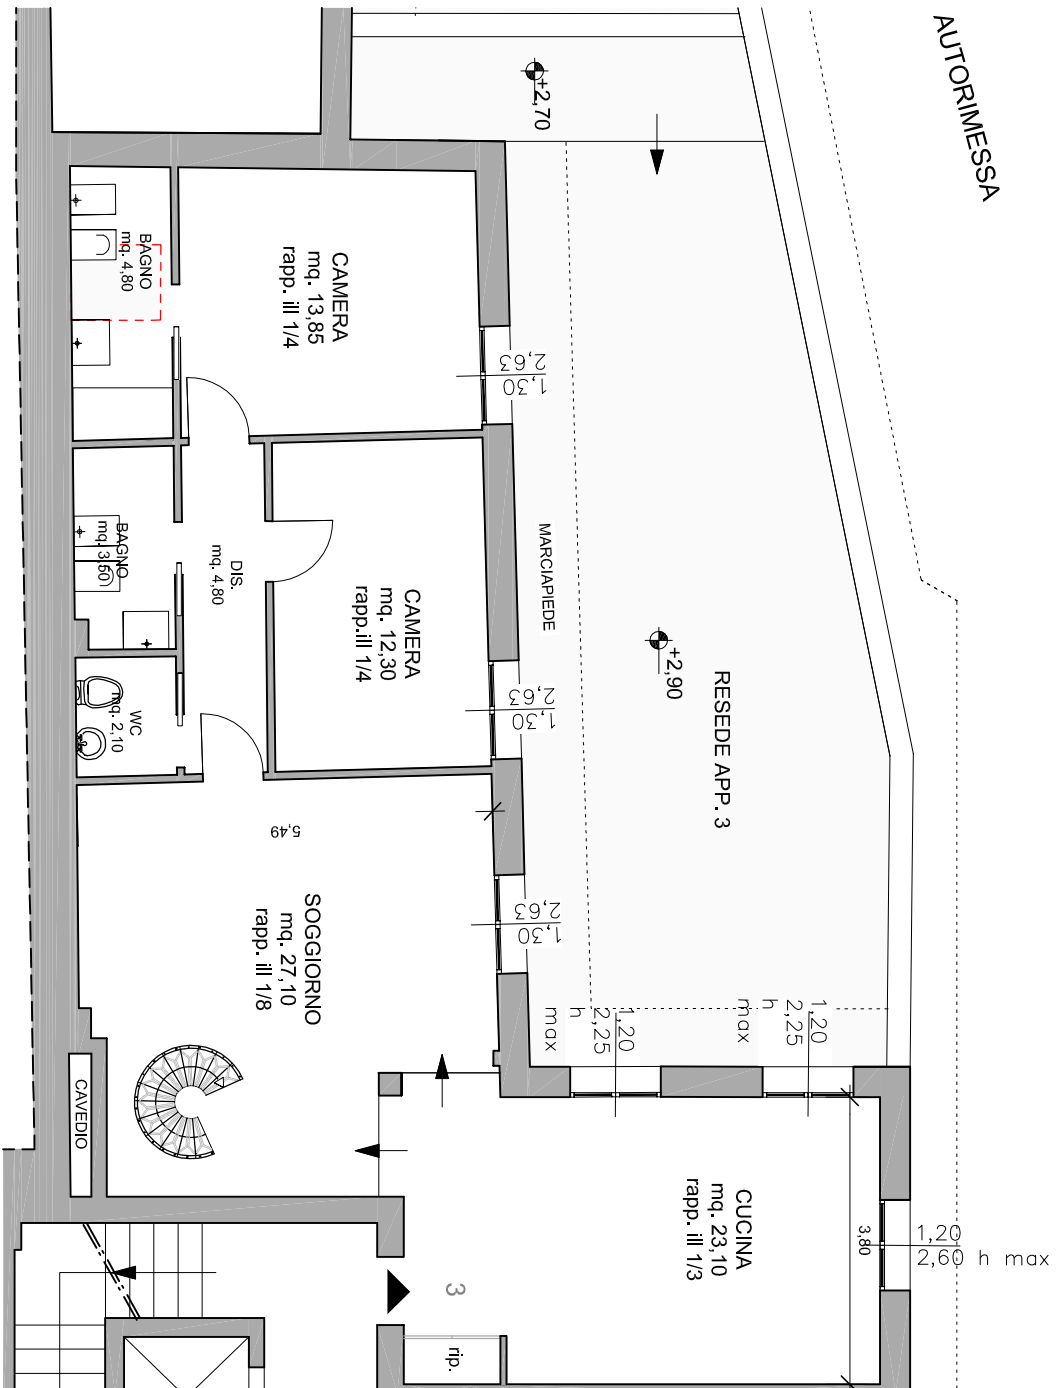 AUTORIMESSA
+2,70
BAGNO
mq. 4,80
CAMERA
mq. 13,85
rapp. ill 1/4
2,63
1,30
BAGNO
mq. 3,50
DIS.
mq. 4,80
CAMERA
mq. 12,30
rapp.ill 1/4
MARCIAPIEDE
2,63
1,30
+2,90
RESEDE APP. 3
WC
mq. 2,10
5,49
SOGGIORNO
mq. 27,10
rapp. ill 1/8
2,63
1,30
1,20
2,25
h
max
1,20
2,25
h
max
CAVEDIO
CUCINA
mq. 23,10
rapp. ill 1/3
3,80
1,20
2,60 h max
3
rip.